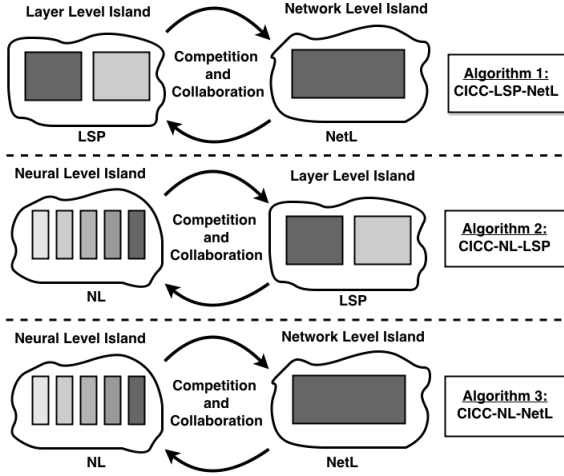 Layer Level Island
Network Level Island
Competition
and
Collaboration
Algorithm 1:
CICC-LSP-NetL
LSP
NetL
Neural Level Island
Layer Level Island
Competition
and
Collaboration
Algorithm 2:
CICC-NL-LSP
NL
LSP
Neural Level Island
Network Level Island
Competition
and
Collaboration
Algorithm 3:
CICC-NL-NetL
NL
NetL